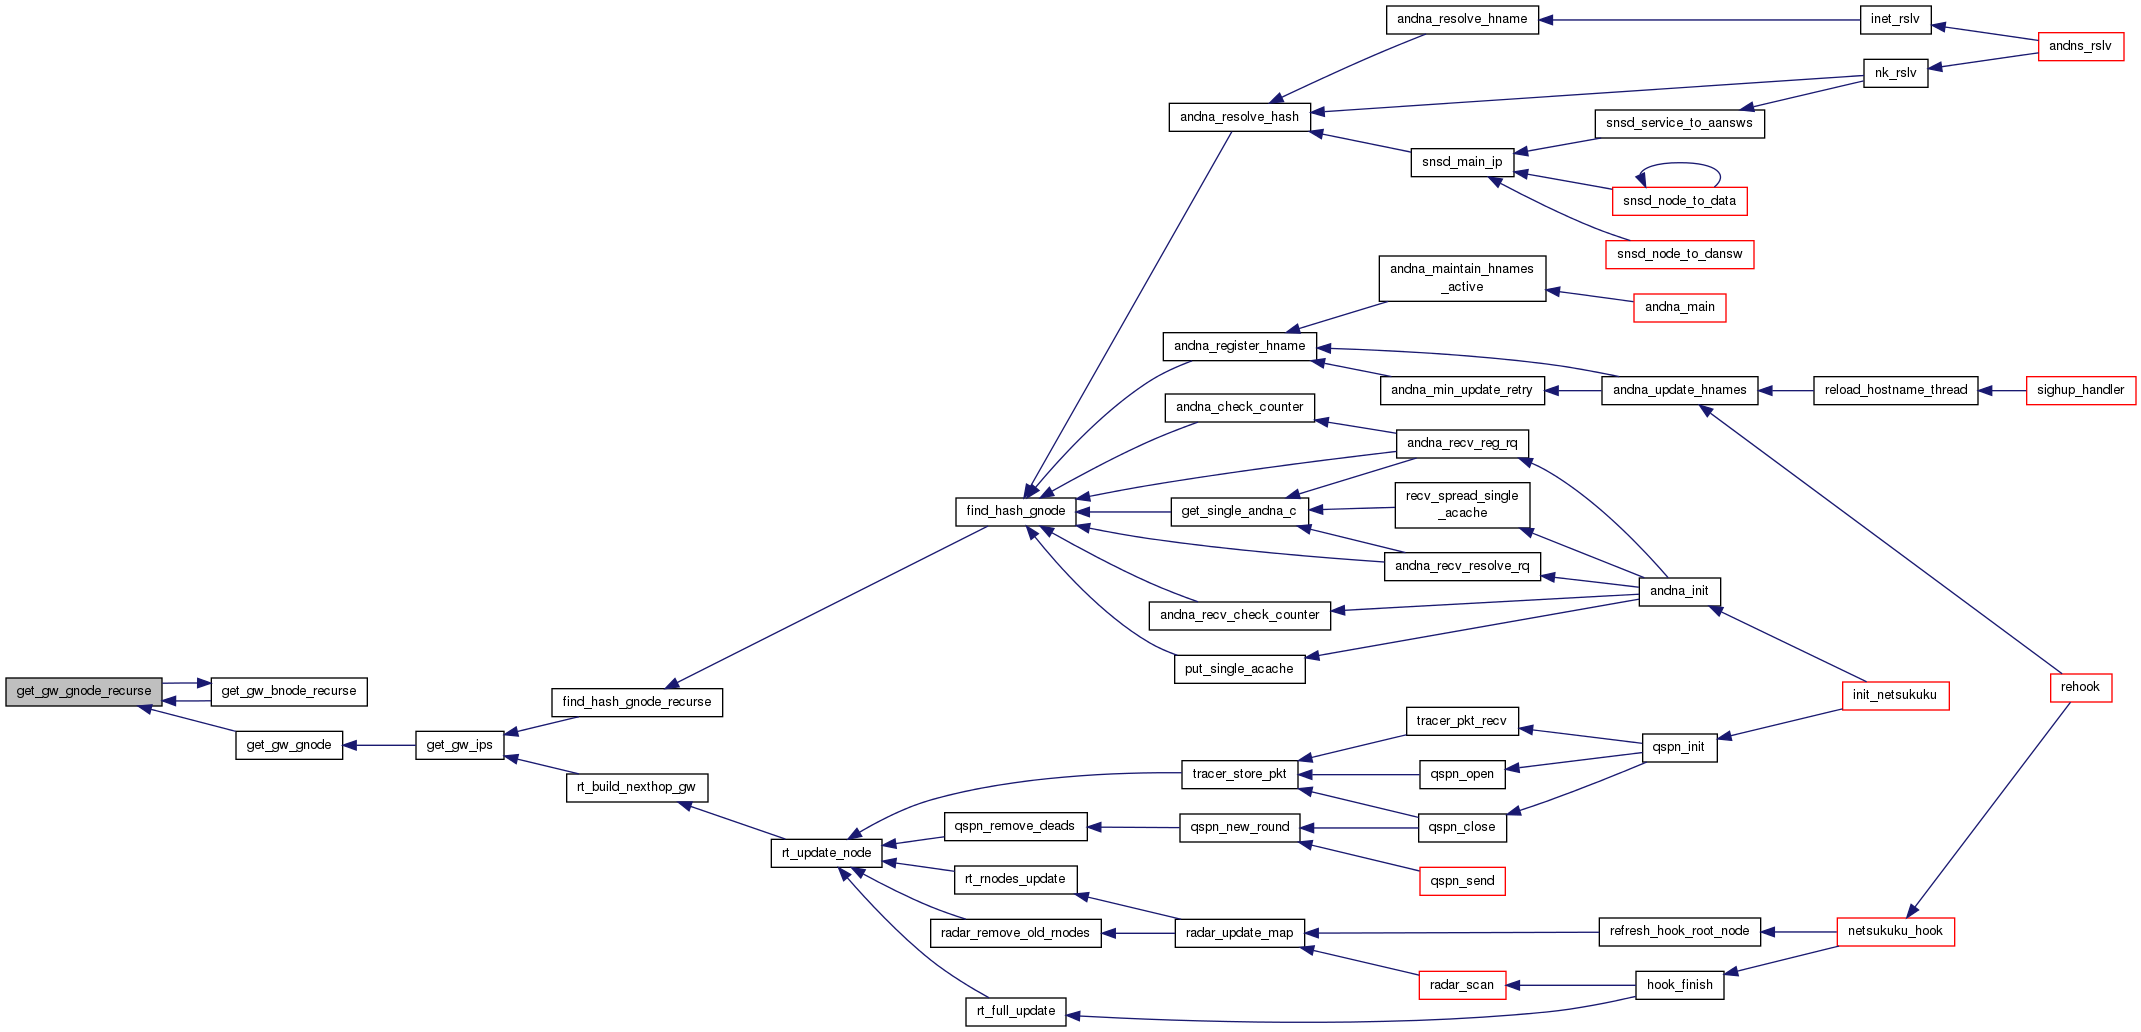 andna_resolve_hname
inet_rslv
andns_rslv
nk_rslv
andna_resolve_hash
snsd_service_to_aansws
snsd_main_ip
snsd_node_to_data
snsd_node_to_dansw
andna_maintain_hnames
_active
andna_main
andna_register_hname
andna_min_update_retry
andna_update_hnames
reload_hostname_thread
sighup_handler
andna_check_counter
andna_recv_reg_rq
find_hash_gnode
get_single_andna_c
recv_spread_single
_acache
andna_recv_resolve_rq
andna_init
andna_recv_check_counter
put_single_acache
get_gw_gnode_recurse
get_gw_bnode_recurse
find_hash_gnode_recurse
init_netsukuku
rehook
get_gw_gnode
get_gw_ips
tracer_pkt_recv
qspn_init
rt_build_nexthop_gw
tracer_store_pkt
qspn_open
rt_update_node
qspn_remove_deads
qspn_new_round
qspn_close
rt_rnodes_update
qspn_send
radar_remove_old_rnodes
radar_update_map
refresh_hook_root_node
netsukuku_hook
radar_scan
hook_finish
rt_full_update